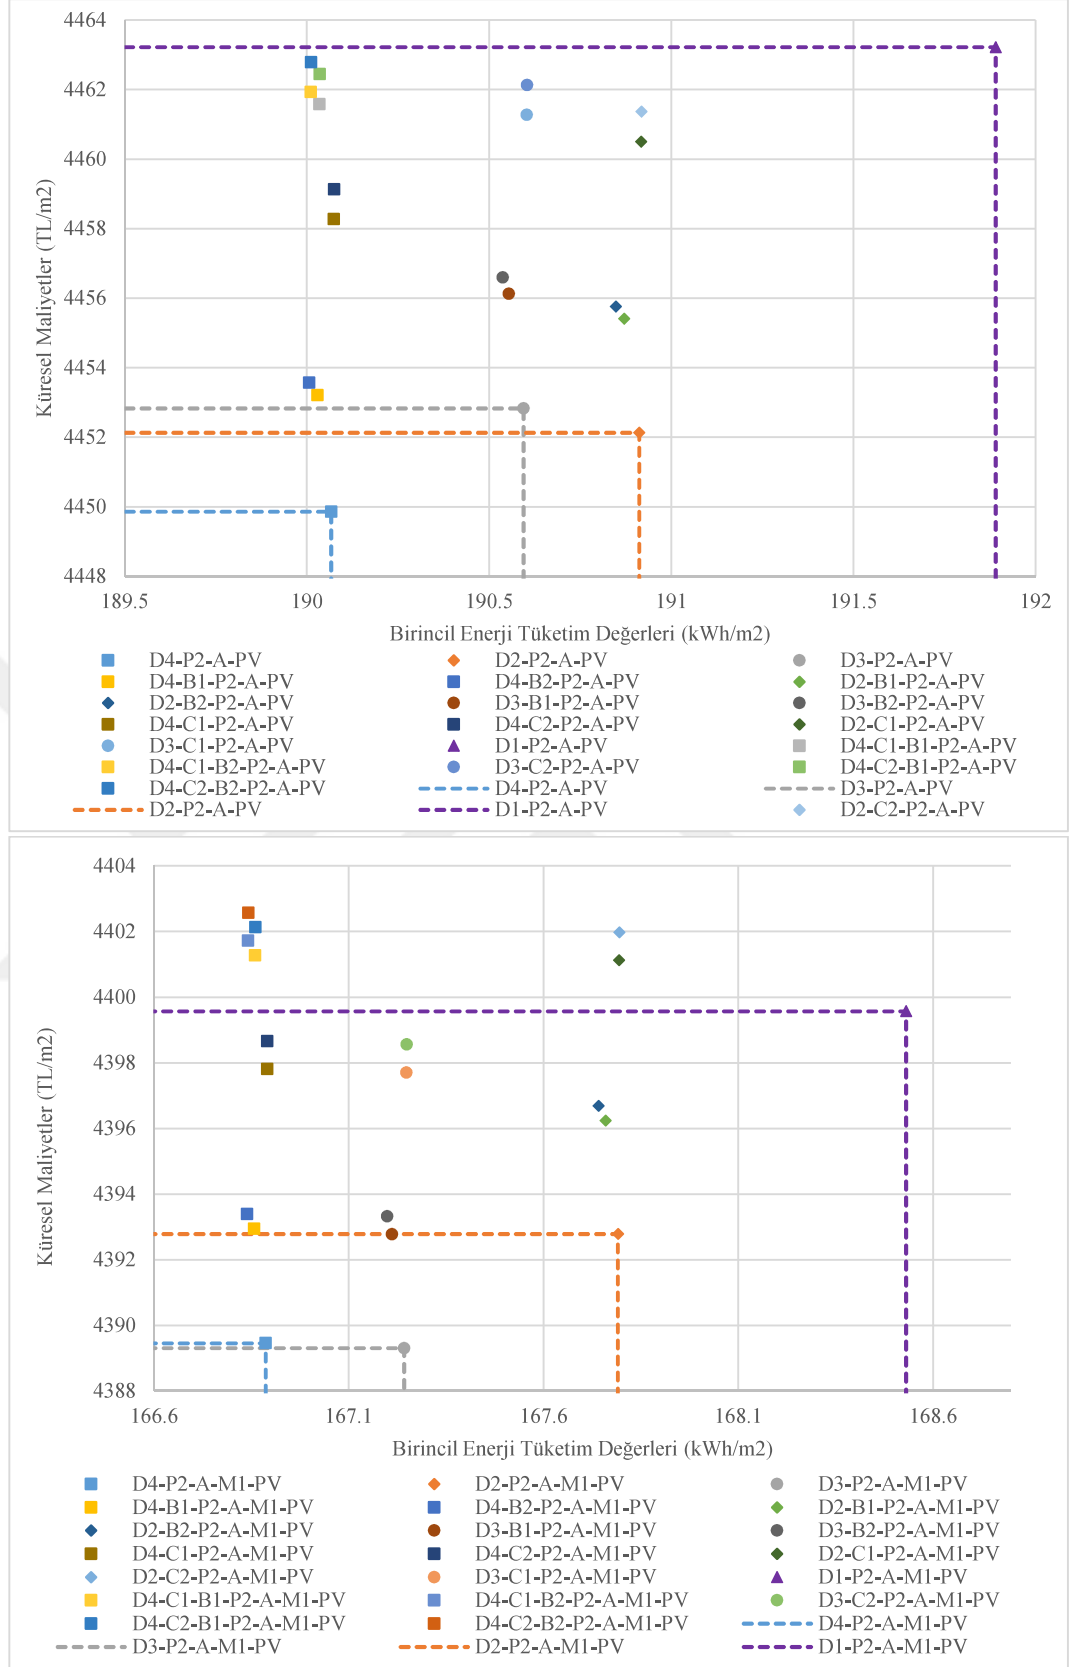 4464
4462
4460
4458
4456
4454
4452
4450
4448
Küresel Maliyetler (TL/m2)
189.5 190 190.5 191 191.5 192
Birincil Enerji Tüketim Değerleri (kWh/m2)
D4-P2-A-PV D2-P2-A-PV D3-P2-A-PV
D4-B1-P2-A-PV D4-B2-P2-A-PV D2-B1-P2-A-PV
D2-B2-P2-A-PV D3-B1-P2-A-PV D3-B2-P2-A-PV
D4-C1-P2-A-PV D4-C2-P2-A-PV D2-C1-P2-A-PV
D3-C1-P2-A-PV D1-P2-A-PV D4-C1-B1-P2-A-PV
D4-C1-B2-P2-A-PV D3-C2-P2-A-PV D4-C2-B1-P2-A-PV
D4-C2-B2-P2-A-PV D4-P2-A-PV D3-P2-A-PV
D2-P2-A-PV D1-P2-A-PV D2-C2-P2-A-PV
4404
4402
4400
4398
4396
4394
4392
4390
4388
Küresel Maliyetler (TL/m2)
166.6 167.1 167.6 168.1 168.6
Birincil Enerji Tüketim Değerleri (kWh/m2)
D4-P2-A-M1-PV D2-P2-A-M1-PV D3-P2-A-M1-PV
D4-B1-P2-A-M1-PV D4-B2-P2-A-M1-PV D2-B1-P2-A-M1-PV
D2-B2-P2-A-M1-PV D3-B1-P2-A-M1-PV D3-B2-P2-A-M1-PV
D4-C1-P2-A-M1-PV D4-C2-P2-A-M1-PV D2-C1-P2-A-M1-PV
D2-C2-P2-A-M1-PV D3-C1-P2-A-M1-PV D1-P2-A-M1-PV
D4-C1-B1-P2-A-M1-PV D4-C1-B2-P2-A-M1-PV D3-C2-P2-A-M1-PV
D4-C2-B1-P2-A-M1-PV D4-C2-B2-P2-A-M1-PV D4-P2-A-M1-PV
D3-P2-A-M1-PV D2-P2-A-M1-PV D1-P2-A-M1-PV